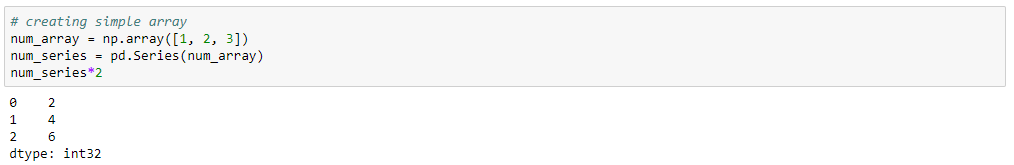 # creating simple array
num_array = np.array([1, 2, 3])
num_series = pd.Series(num_array)
num_series*2
0    2
1    4
2    6
dtype: int32